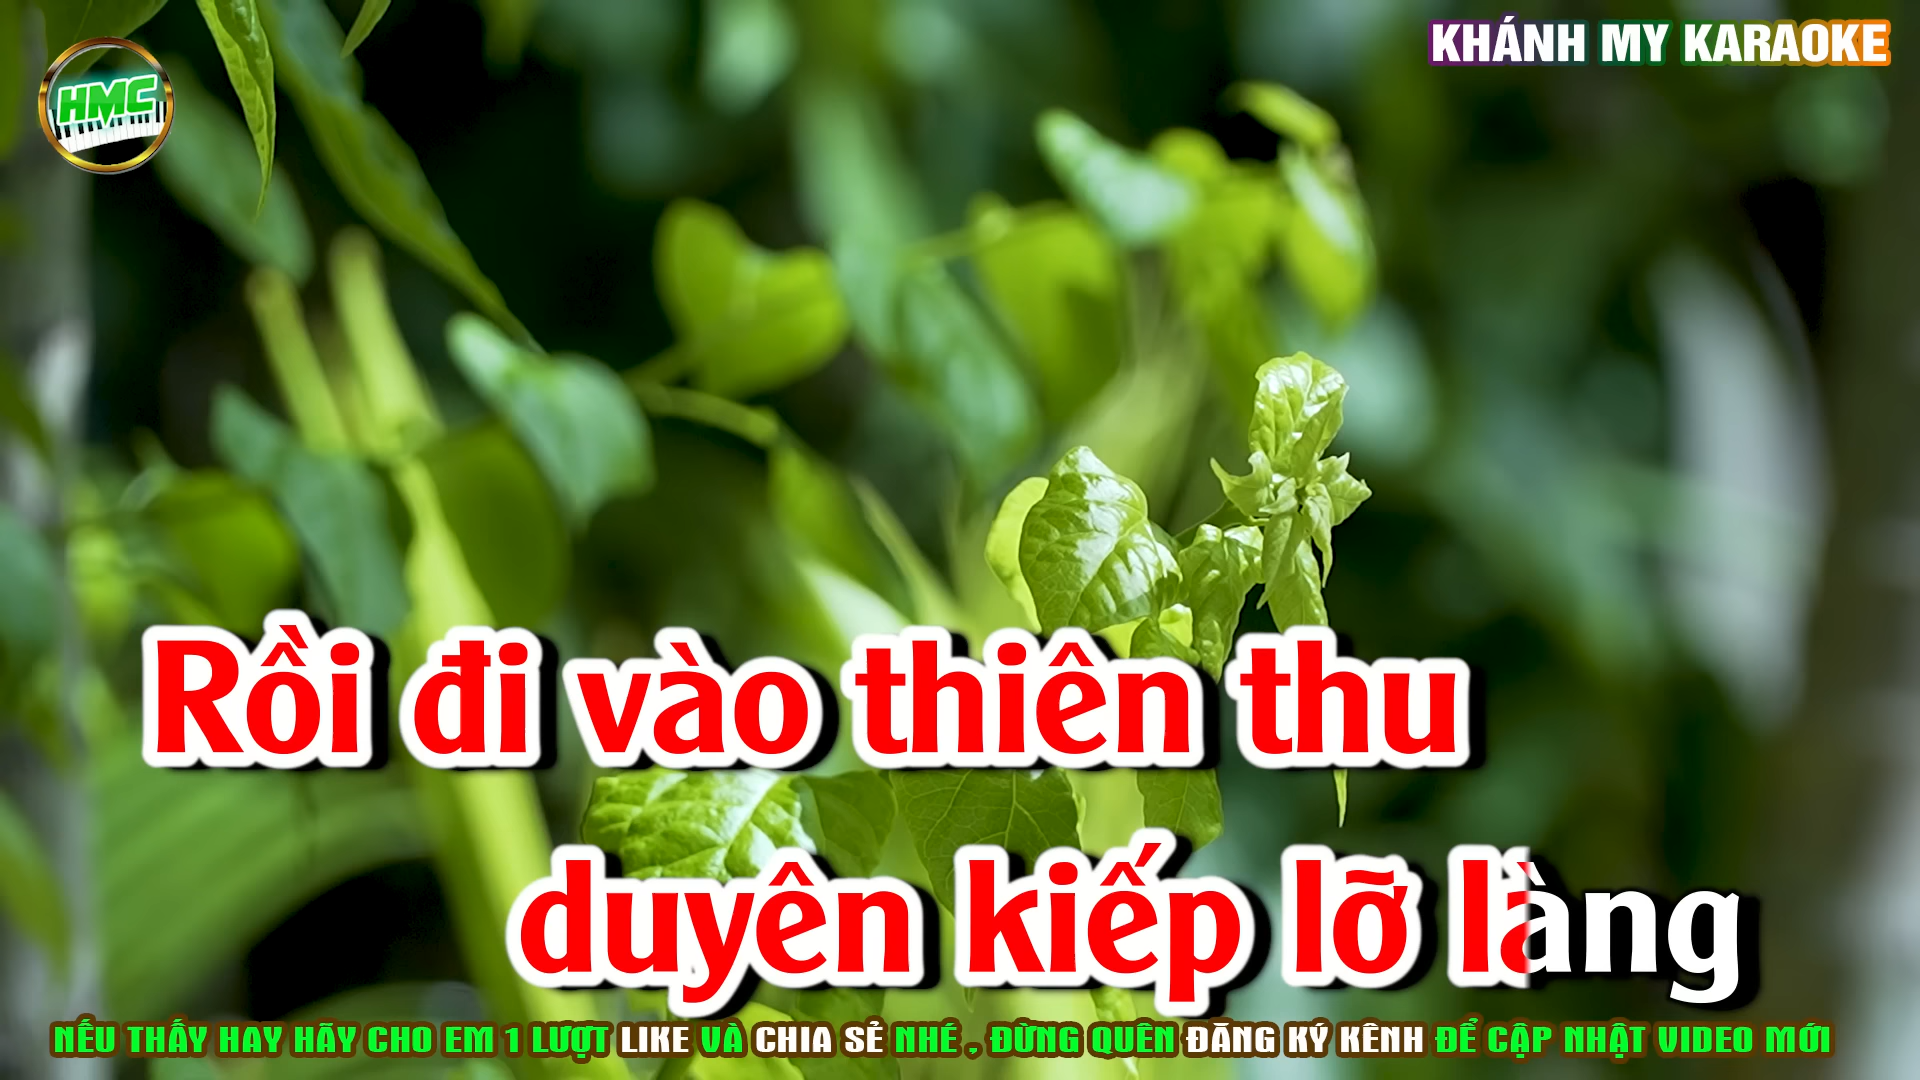 KHÁNH MY KARAOKE
HMC
Rồi đi vào thiên thu
duyên kiếp lỡ làng
NẾU THẤY HAY HÃY CHO EM 1 LƯỢT LIKE VÀ CHIA SẺ NHÉ , ĐỪNG QUÊN ĐĂNG KÝ KÊNH ĐỂ CẬP NHẬT VIDEO MỚI